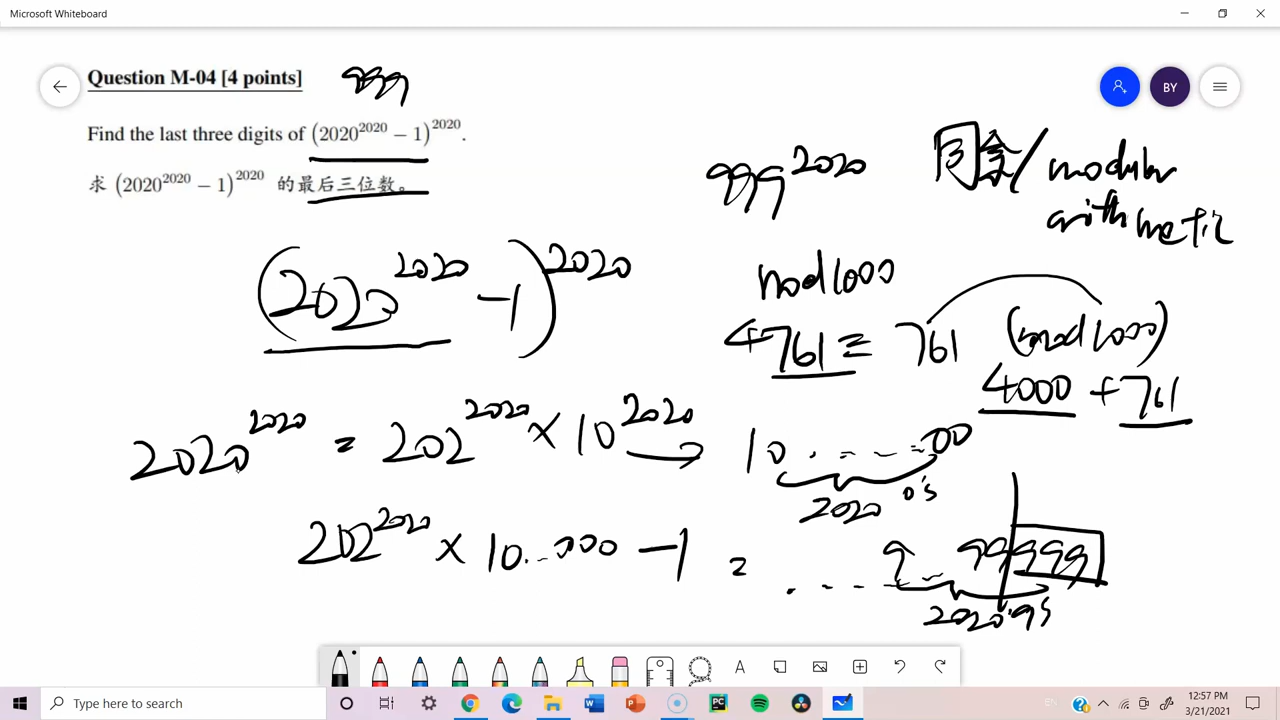 Microsoft Whiteboard
Question M-04 [4 points]
999
Find the last three digits of (2020^2020 − 1)^2020.
求 (2020^2020 − 1)^2020 的最后三位数。
BY
999^2020
同余/modular
arithmetic
(2020^2020 − 1)^2020
mod 1000
4761 ≡ 761 (mod 1000)
4000 + 761
2020^2020 = 202^2020 × 10^2020 → 10. - - - 00
2020 0's
202^2020 × 10..000 − 1 = . - - - 9 - 99999
2020 9's
A
Type here to search
W
P
PC
EN
12:57 PM
3/21/2021